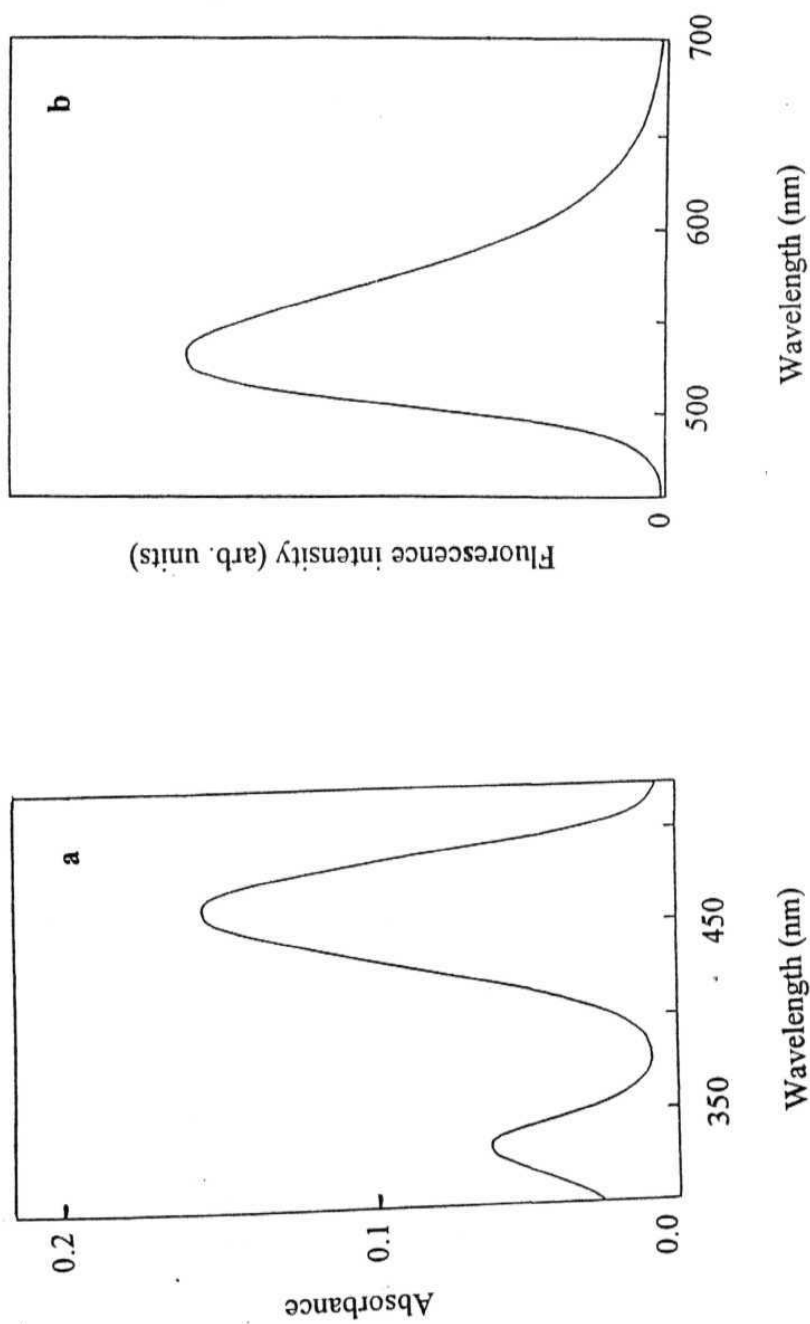 a
Absorbance
0.2
0.1
0.0
350
450
Wavelength (nm)
b
Fluorescence intensity (arb. units)
0
500
600
700
Wavelength (nm)